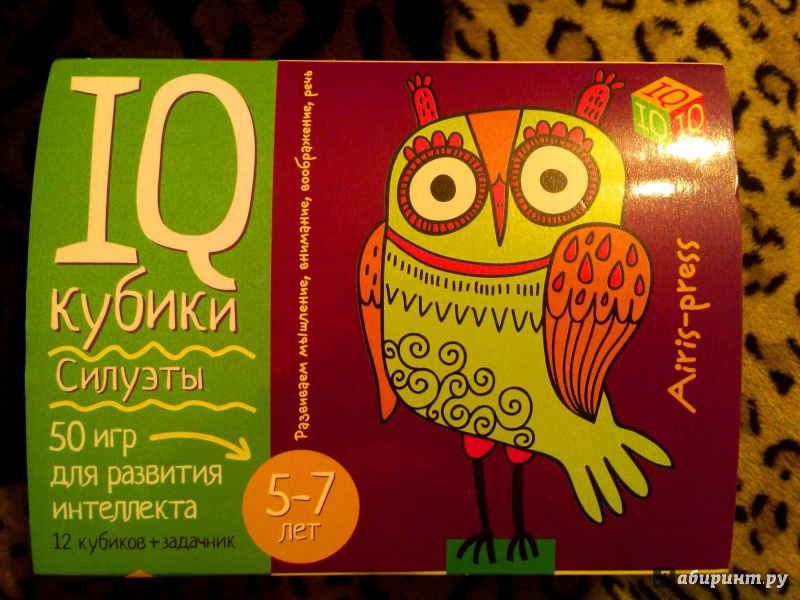 IQ
кубики
Силуэты
50 игр
для развития
интеллекта
12 кубиков+задачник
5-7
лет
Развиваем мышление, внимание, воображение, речь
IQ
IQ IQ
Airis-press
абиринт.ру